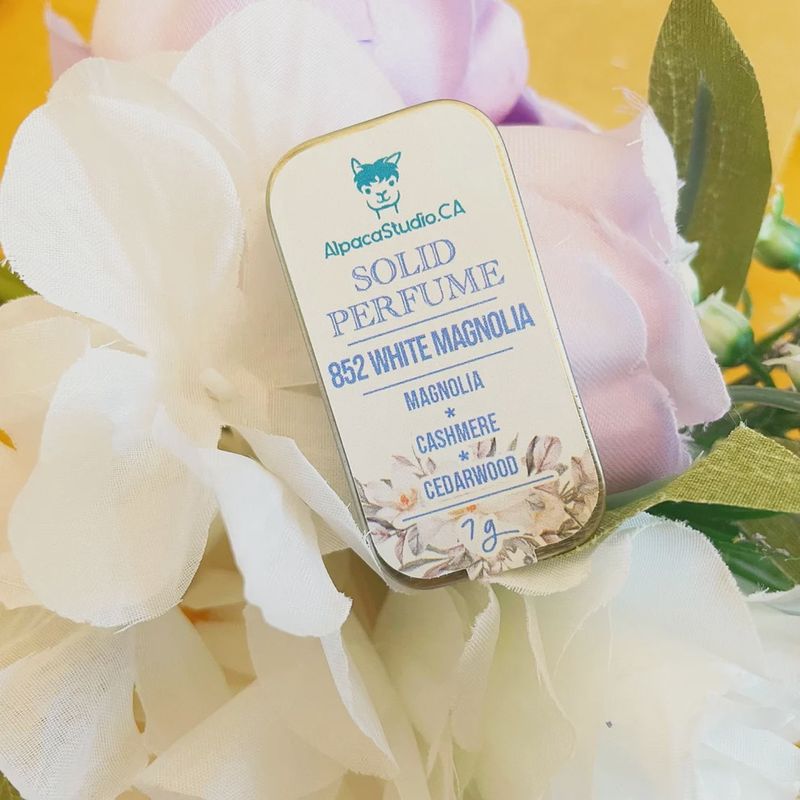 AlpacaStudio.CA
SOLID
PERFUME
852 WHITE MAGNOLIA
MAGNOLIA
*
CASHMERE
*
CEDARWOOD
7g